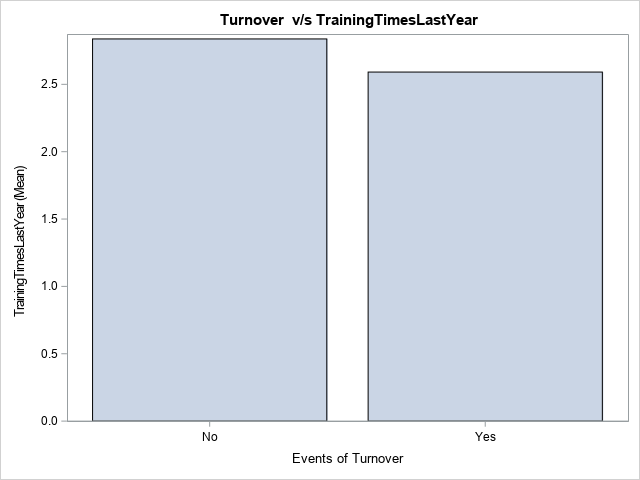 Turnover  v/s TrainingTimesLastYear
2.5
2.0
1.5
1.0
0.5
0.0
TrainingTimesLastYear (Mean)
No
Yes
Events of Turnover